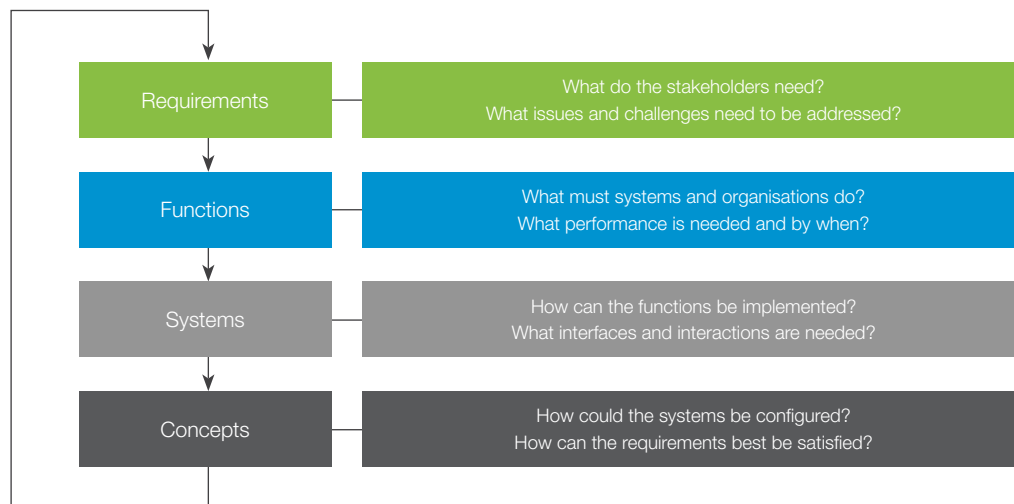 Requirements
What do the stakeholders need?
What issues and challenges need to be addressed?
Functions
What must systems and organisations do?
What performance is needed and by when?
Systems
How can the functions be implemented?
What interfaces and interactions are needed?
Concepts
How could the systems be configured?
How can the requirements best be satisfied?